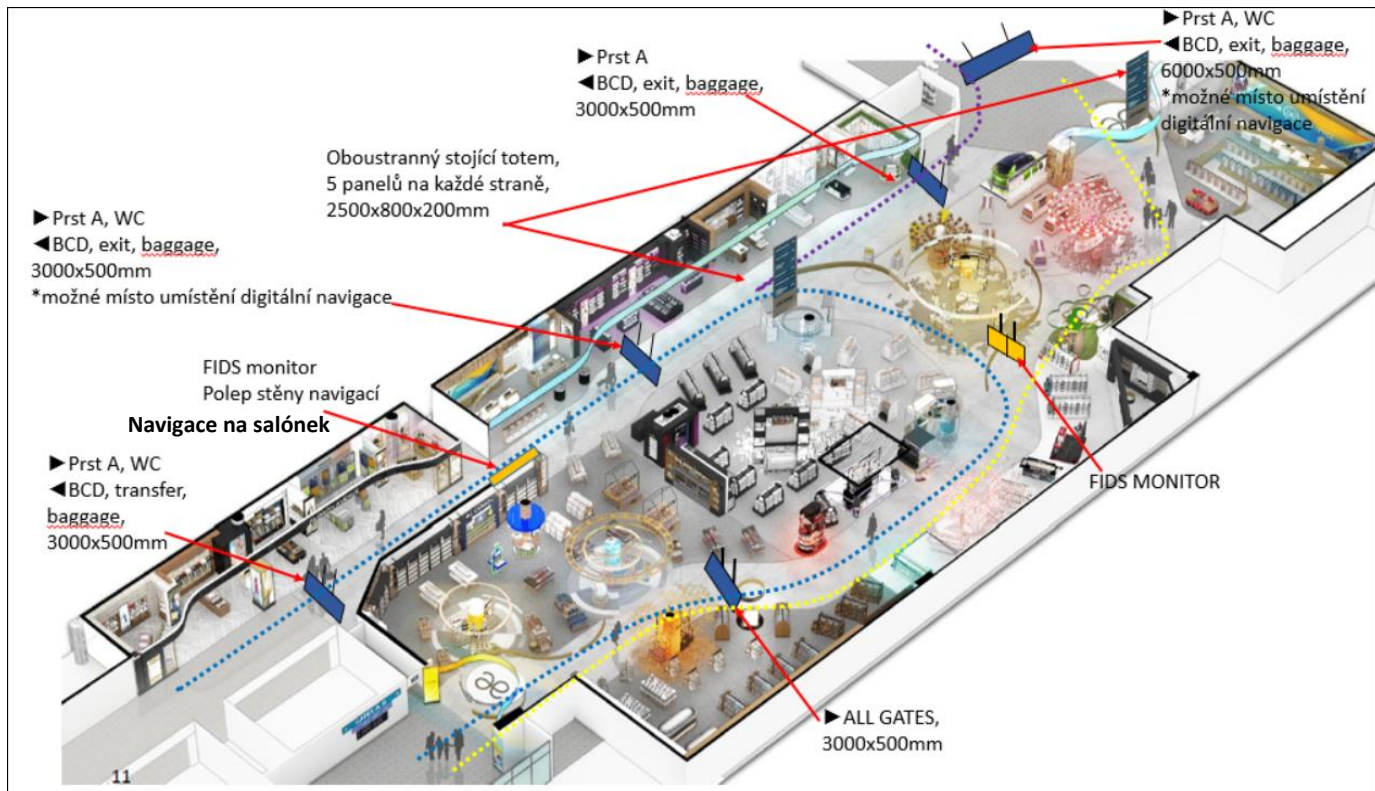 ▶Prst A, WC
◀BCD, exit, baggage,
6000x500mm
*možné místo umístění
digitální navigace
▶Prst A
◀BCD, exit, baggage,
3000x500mm
Oboustranný stojící totem,
5 panelů na každé straně,
2500x800x200mm
▶Prst A, WC
◀BCD, exit, baggage,
3000x500mm
*možné místo umístění digitální navigace
FIDS monitor
Polep stěny navigací
Navigace na salónek
▶Prst A, WC
◀BCD, transfer,
baggage,
3000x500mm
FIDS MONITOR
▶ALL GATES,
3000x500mm
æ
11